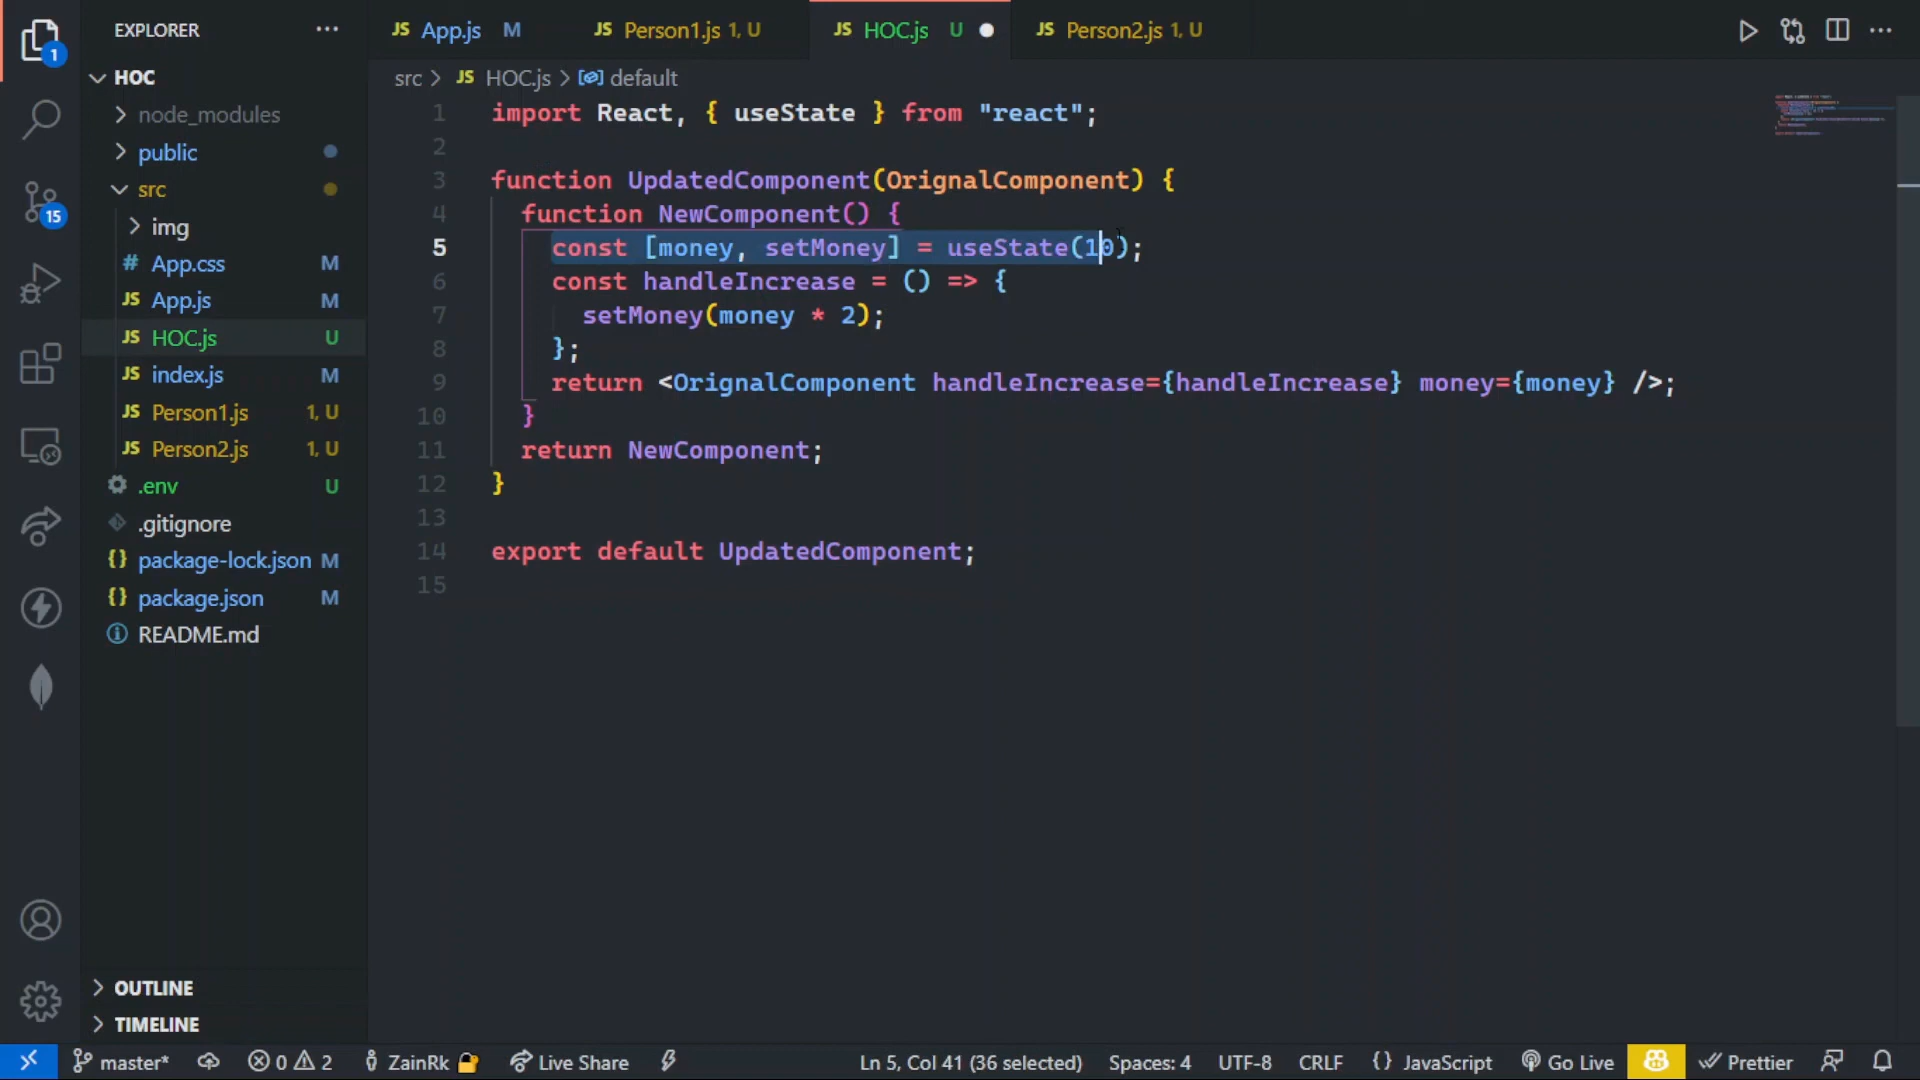 EXPLORER
HOC
node_modules
public
src
img
# App.css M
JS App.js M
JS HOC.js U
JS index.js M
JS Person1.js 1, U
JS Person2.js 1, U
.env U
.gitignore
{} package-lock.json M
{} package.json M
README.md
OUTLINE
TIMELINE
1
15
JS App.js M
JS Person1.js 1, U
JS HOC.js U
JS Person2.js 1, U
src > JS HOC.js > default
1 import React, { useState } from "react";
2
3 function UpdatedComponent(OrignalComponent) {
4 function NewComponent() {
5 const [money, setMoney] = useState(10);
6 const handleIncrease = () => {
7 setMoney(money * 2);
8 };
9 return <OrignalComponent handleIncrease={handleIncrease} money={money} />;
10 }
11 return NewComponent;
12 }
13
14 export default UpdatedComponent;
15
master* 0 2 ZainRk Live Share Ln 5, Col 41 (36 selected) Spaces: 4 UTF-8 CRLF {} JavaScript Go Live Prettier